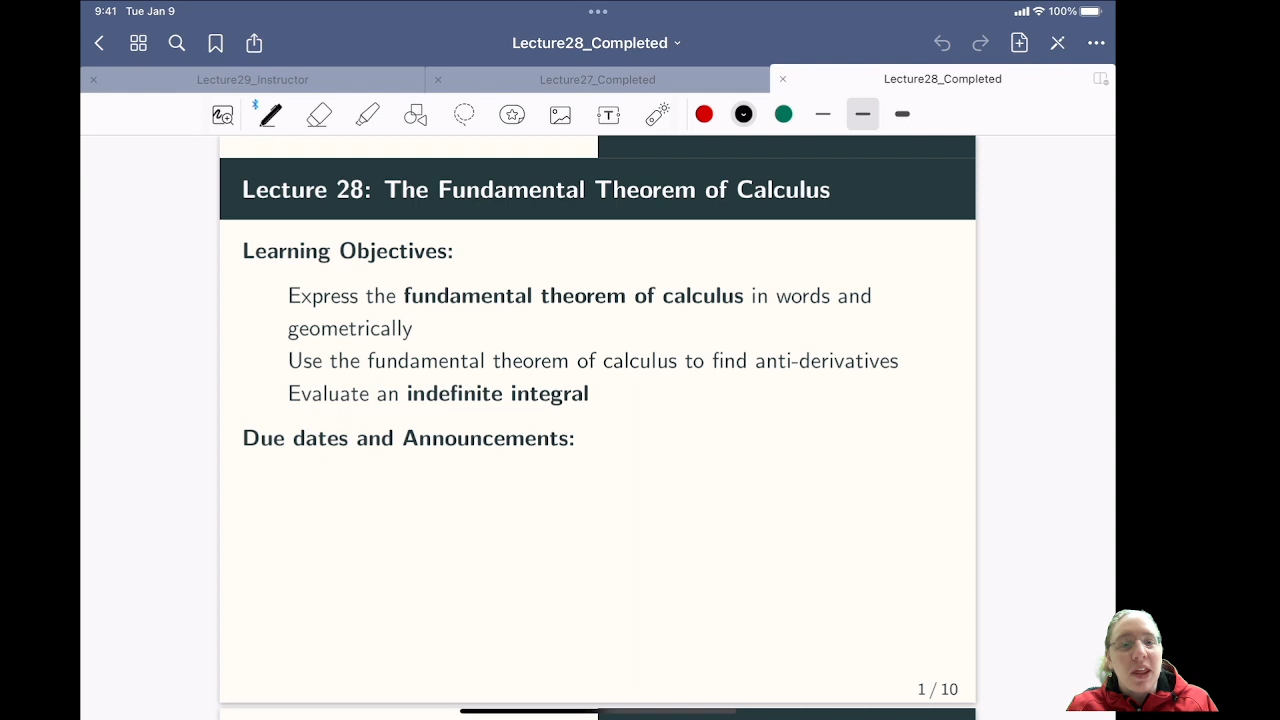 9:41 Tue Jan 9
100%
Lecture28_Completed
Lecture29_Instructor
Lecture27_Completed
Lecture28_Completed
T
Lecture 28: The Fundamental Theorem of Calculus
Learning Objectives:
Express the fundamental theorem of calculus in words and
geometrically
Use the fundamental theorem of calculus to find anti-derivatives
Evaluate an indefinite integral
Due dates and Announcements:
1 / 10